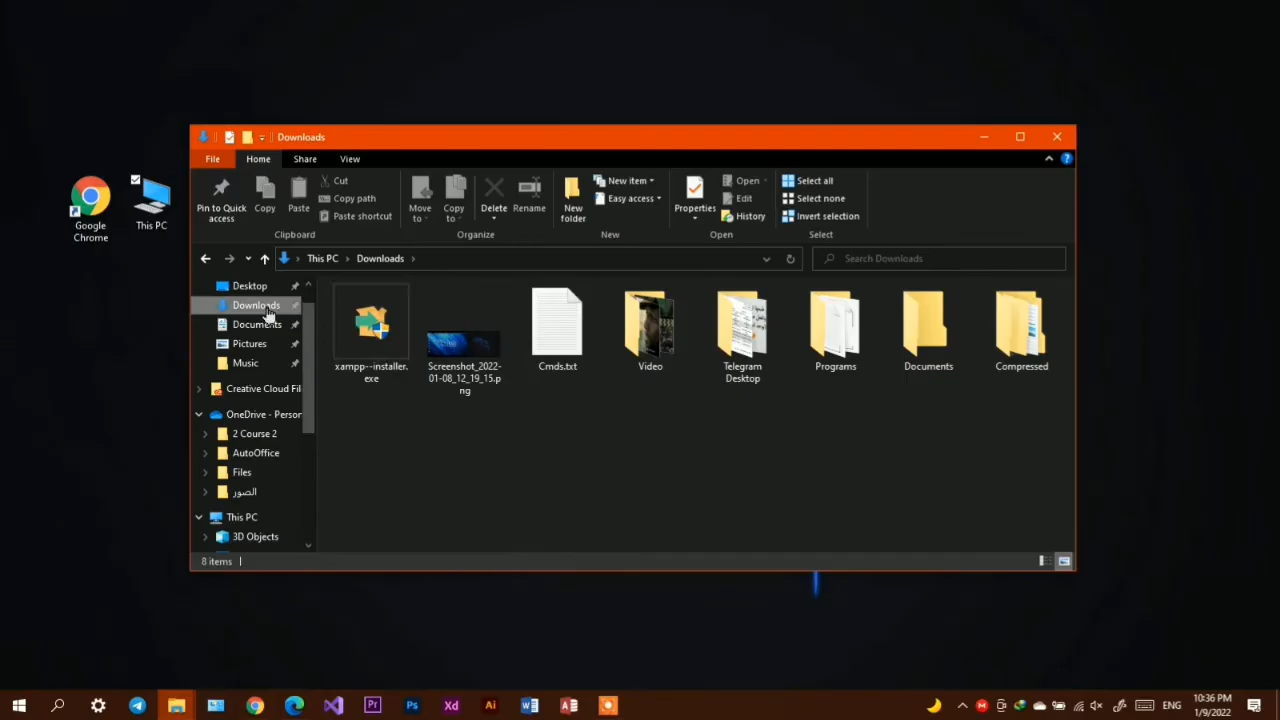 Google
Chrome
This PC
Downloads
File
Home
Share
View
Pin to Quick
access
Copy
Paste
Cut
Copy path
Paste shortcut
Clipboard
Move
to
Copy
to
Delete
Rename
Organize
New
folder
New item
Easy access
New
Properties
Open
Edit
History
Open
Select all
Select none
Invert selection
Select
This PC
Downloads
Search Downloads
Desktop
Downloads
Documents
Pictures
Music
Creative Cloud Fil
OneDrive - Person
2 Course 2
AutoOffice
Files
الصور
This PC
3D Objects
xampp--installer.
exe
Screenshot_2022-
01-08_12_19_15.p
ng
Cmds.txt
Video
Telegram
Desktop
Programs
Documents
Compressed
8 items
Pr
Ps
Xd
Ai
ENG
10:36 PM
1/9/2022